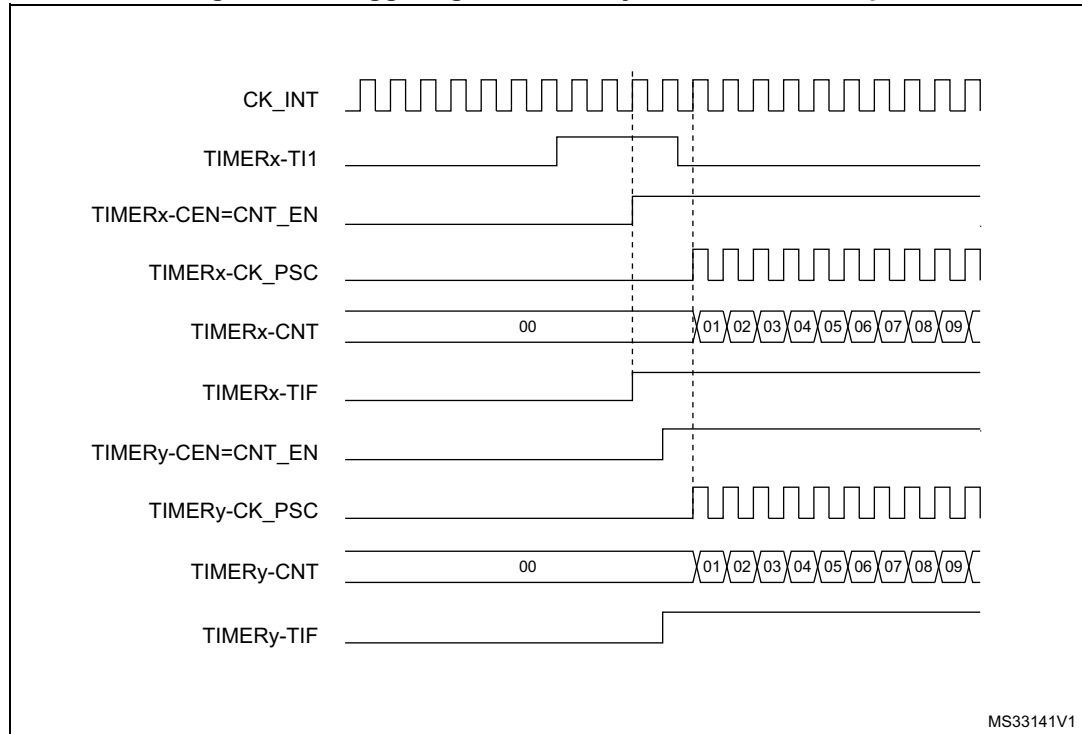 CK_INT
TIMERx-TI1
TIMERx-CEN=CNT_EN
TIMERx-CK_PSC
TIMERx-CNT 00 01 02 03 04 05 06 07 08 09
TIMERx-TIF
TIMERy-CEN=CNT_EN
TIMERy-CK_PSC
TIMERy-CNT 00 01 02 03 04 05 06 07 08 09
TIMERy-TIF
MS33141V1